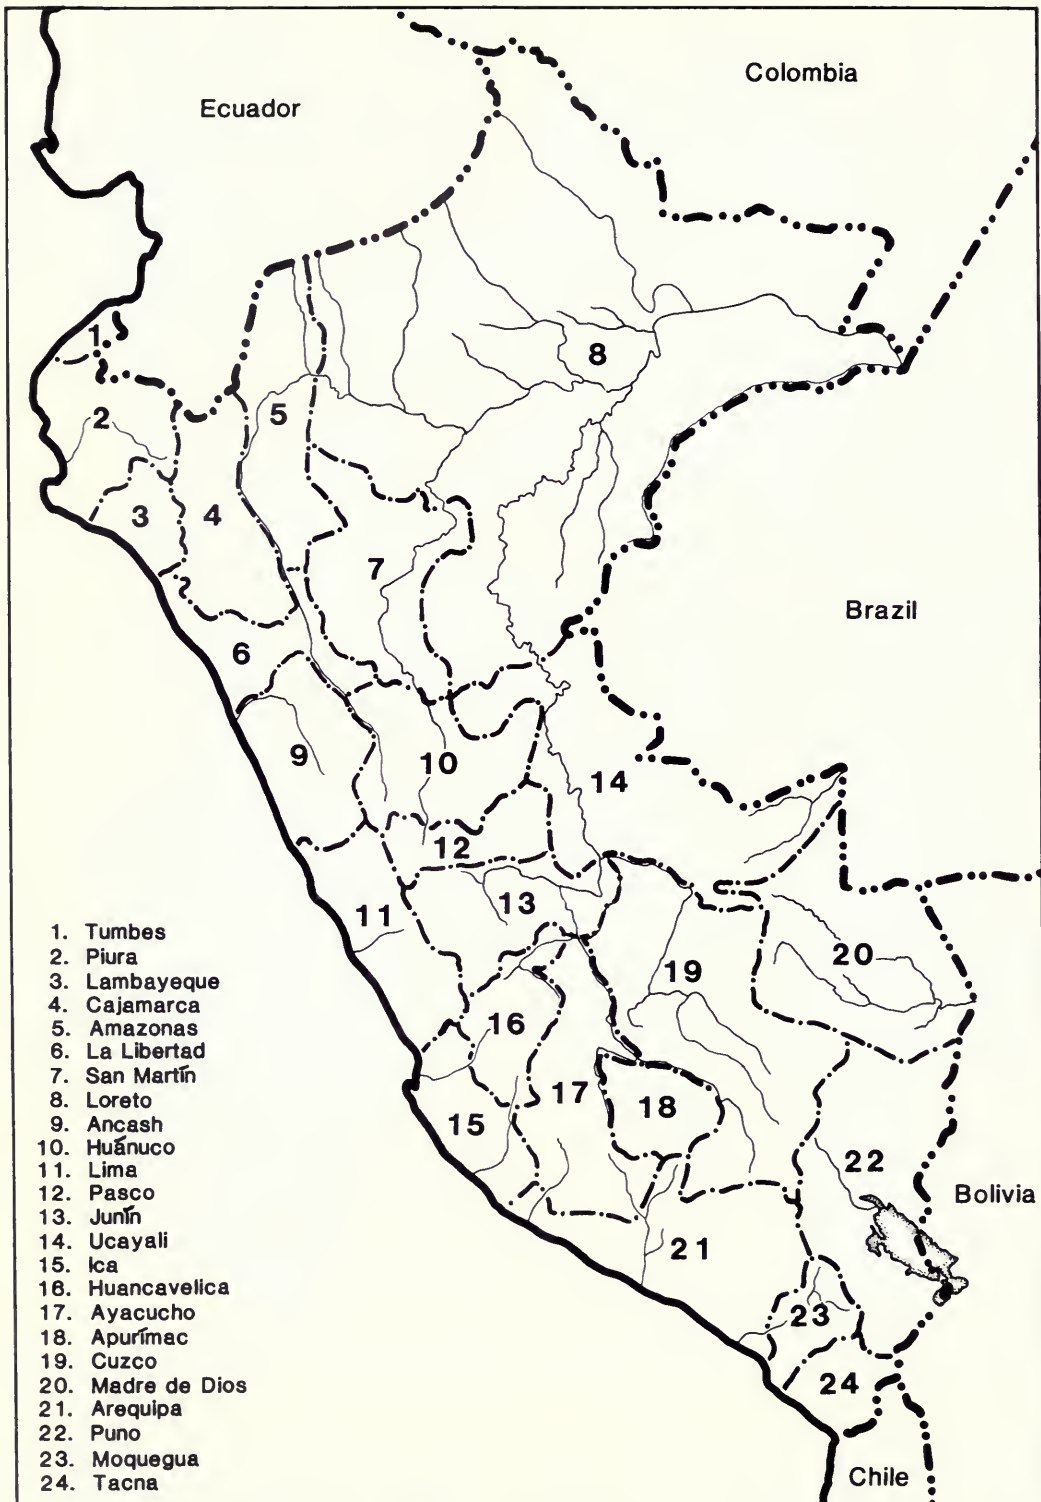 Colombia
Ecuador
1
8
2
5
3
4
7
Brazil
6
9
10
14
12
13
11
20
19
16
17
18
15
22
Bolivia
21
23
24
Chile
1. Tumbes
2. Piura
3. Lambayeque
4. Cajamarca
5. Amazonas
6. La Libertad
7. San Martín
8. Loreto
9. Ancash
10. Huánuco
11. Lima
12. Pasco
13. Junín
14. Ucayali
15. Ica
16. Huancavelica
17. Ayacucho
18. Apurímac
19. Cuzco
20. Madre de Dios
21. Arequipa
22. Puno
23. Moquegua
24. Tacna